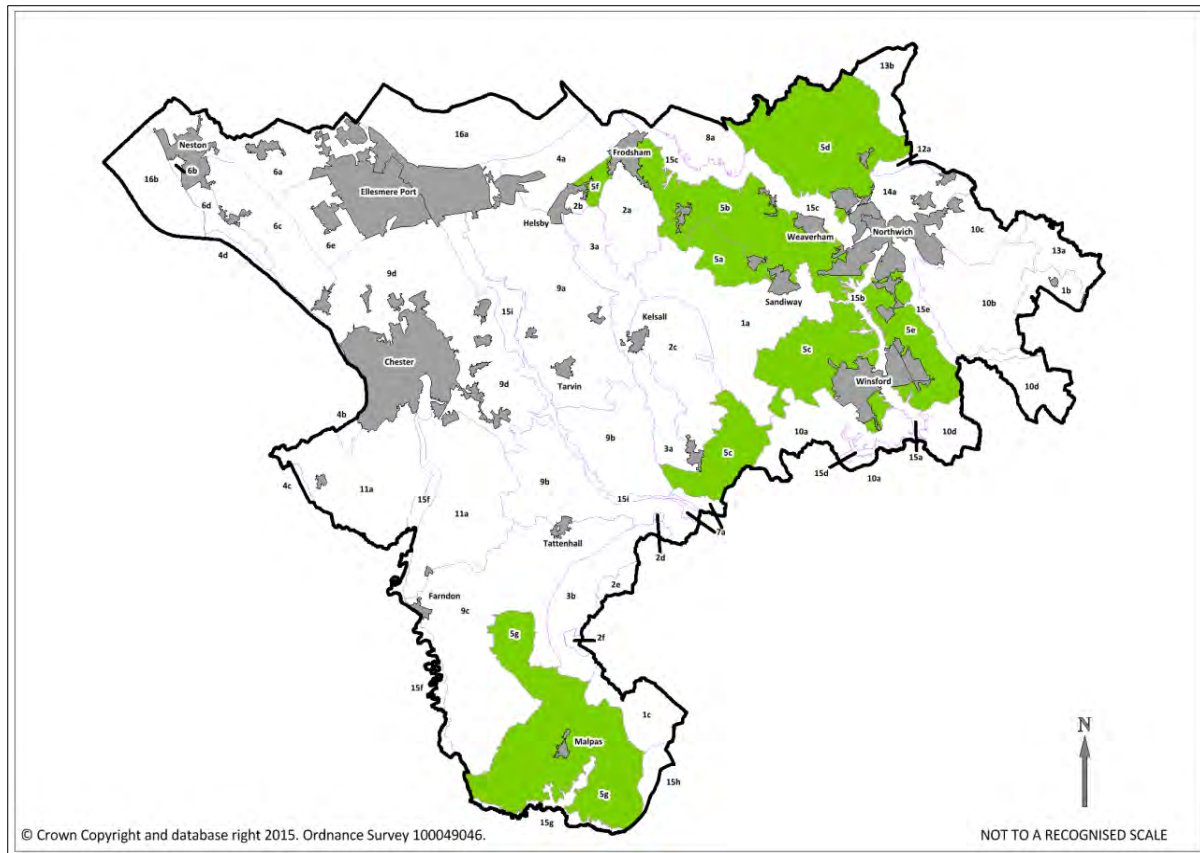 13b
Neston
16a
8a
5d
12a
16b
6b
6a
4a
Frodsham
15c
Ellesmere Port
5f
14a
6d
2b
2a
5b
15c
10c
6c
Helsby
Weaverham
Northwich
4d
6e
3a
5a
13a
9d
9a
Sandiway
15b
1b
15i
Kelsall
1a
15e
10b
2c
5e
Chester
Tarvin
5c
9d
Winsford
10d
4b
9b
3a
5c
10a
10d
15d
15a
4c
11a
9b
10a
15f
15i
11a
7a
Tattenhall
2d
2e
Farndon
3b
9c
5g
2f
15f
1c
N
Malpas
15h
5g
15g
© Crown Copyright and database right 2015. Ordnance Survey 100049046.
NOT TO A RECOGNISED SCALE